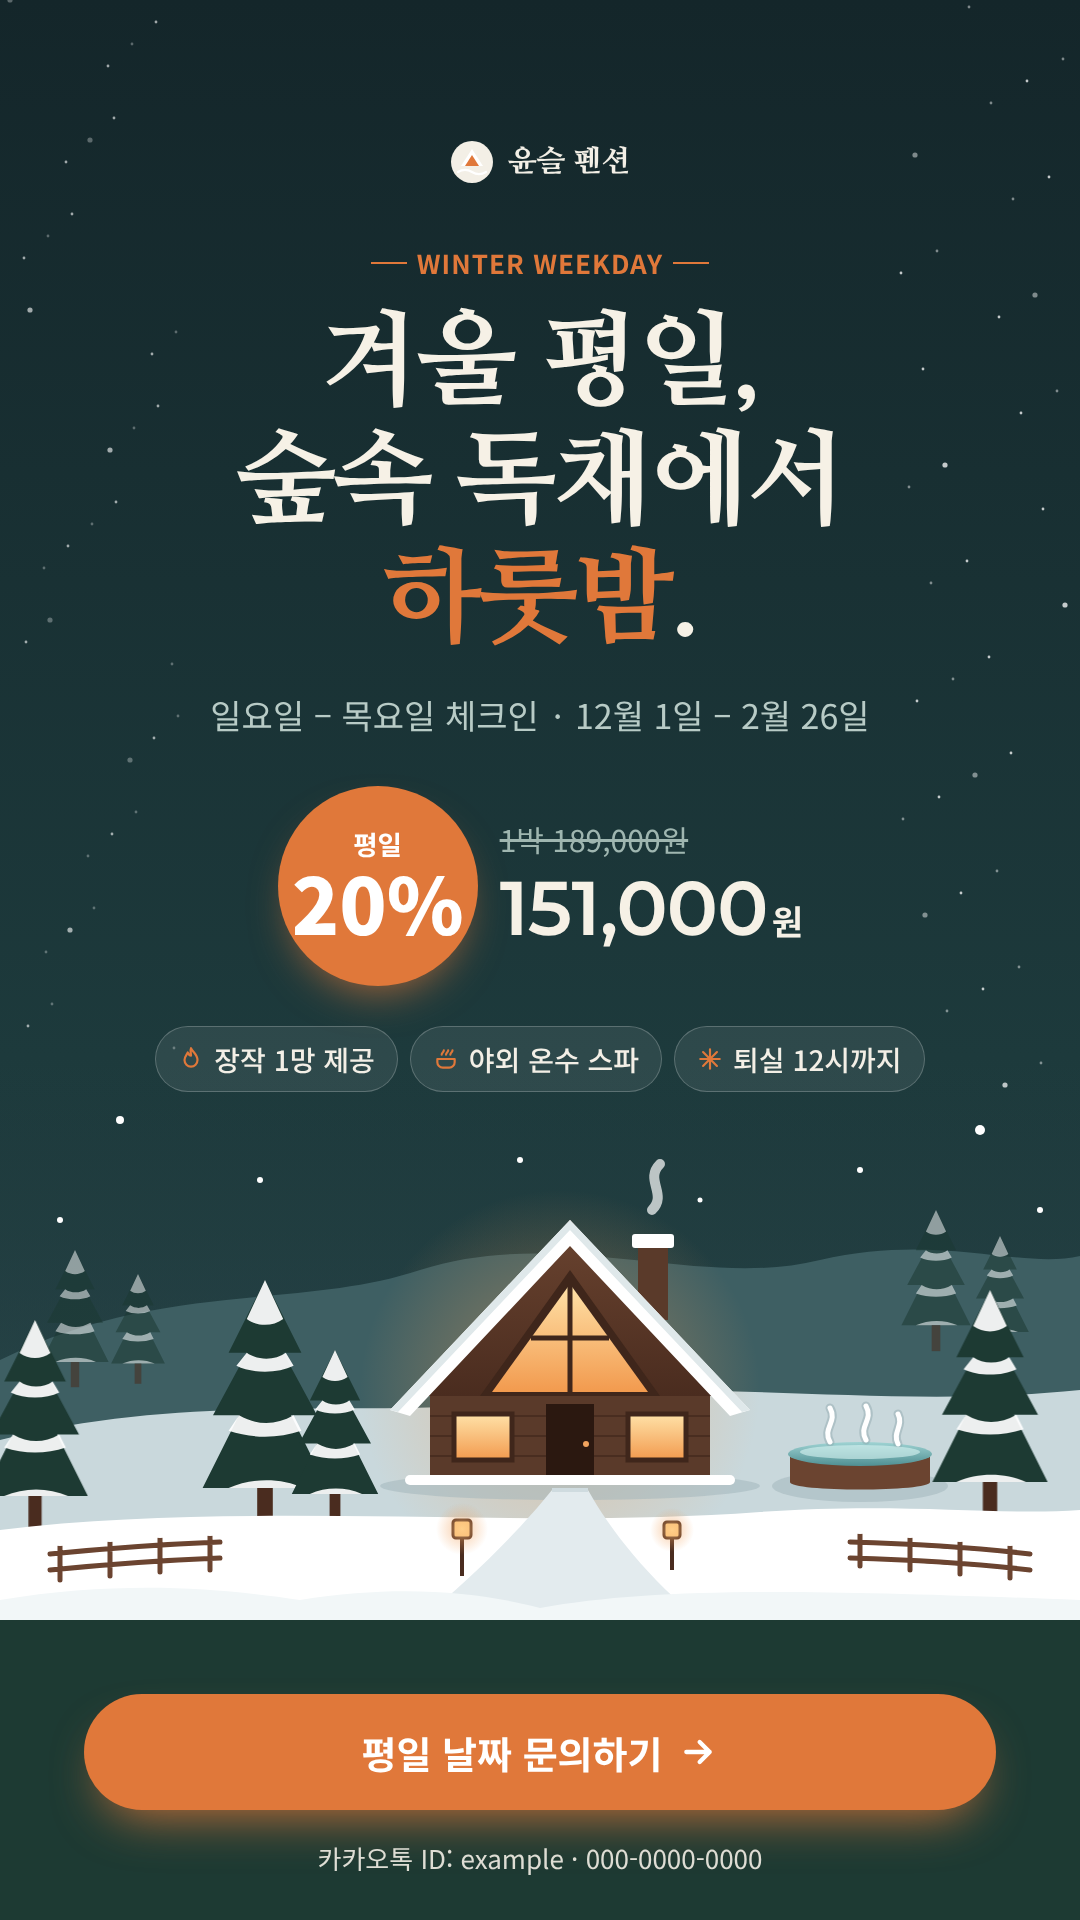 윤슬 펜션
WINTER WEEKDAY
겨울 평일,
숲속 독채에서
하룻밤.
일요일 – 목요일 체크인 · 12월 1일 – 2월 26일
평일
20%
1박 189,000원
151,000원
장작 1망 제공
야외 온수 스파
퇴실 12시까지
평일 날짜 문의하기 →
카카오톡 ID: example · 000-0000-0000